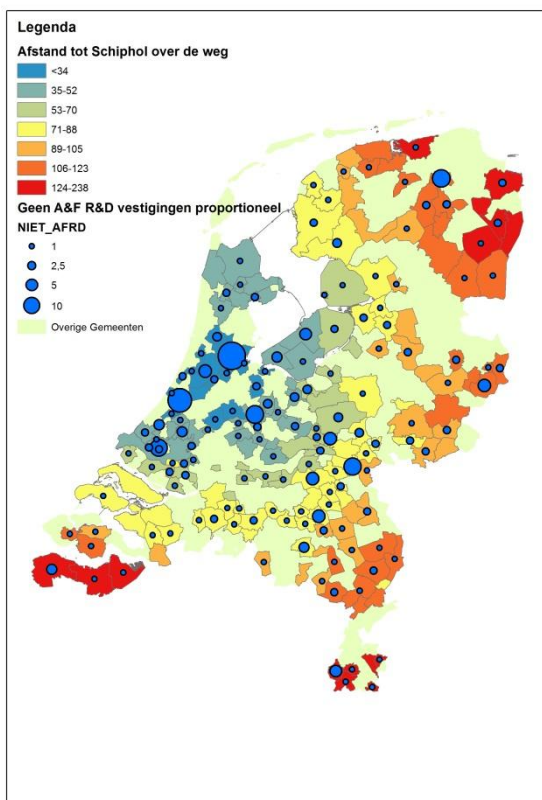 Legenda
Afstand tot Schiphol over de weg
<34
35-52
53-70
71-88
89-105
106-123
124-238
Geen A&F R&D vestigingen proportioneel
NIET_AFRD
1
2,5
5
10
Overige Gemeenten